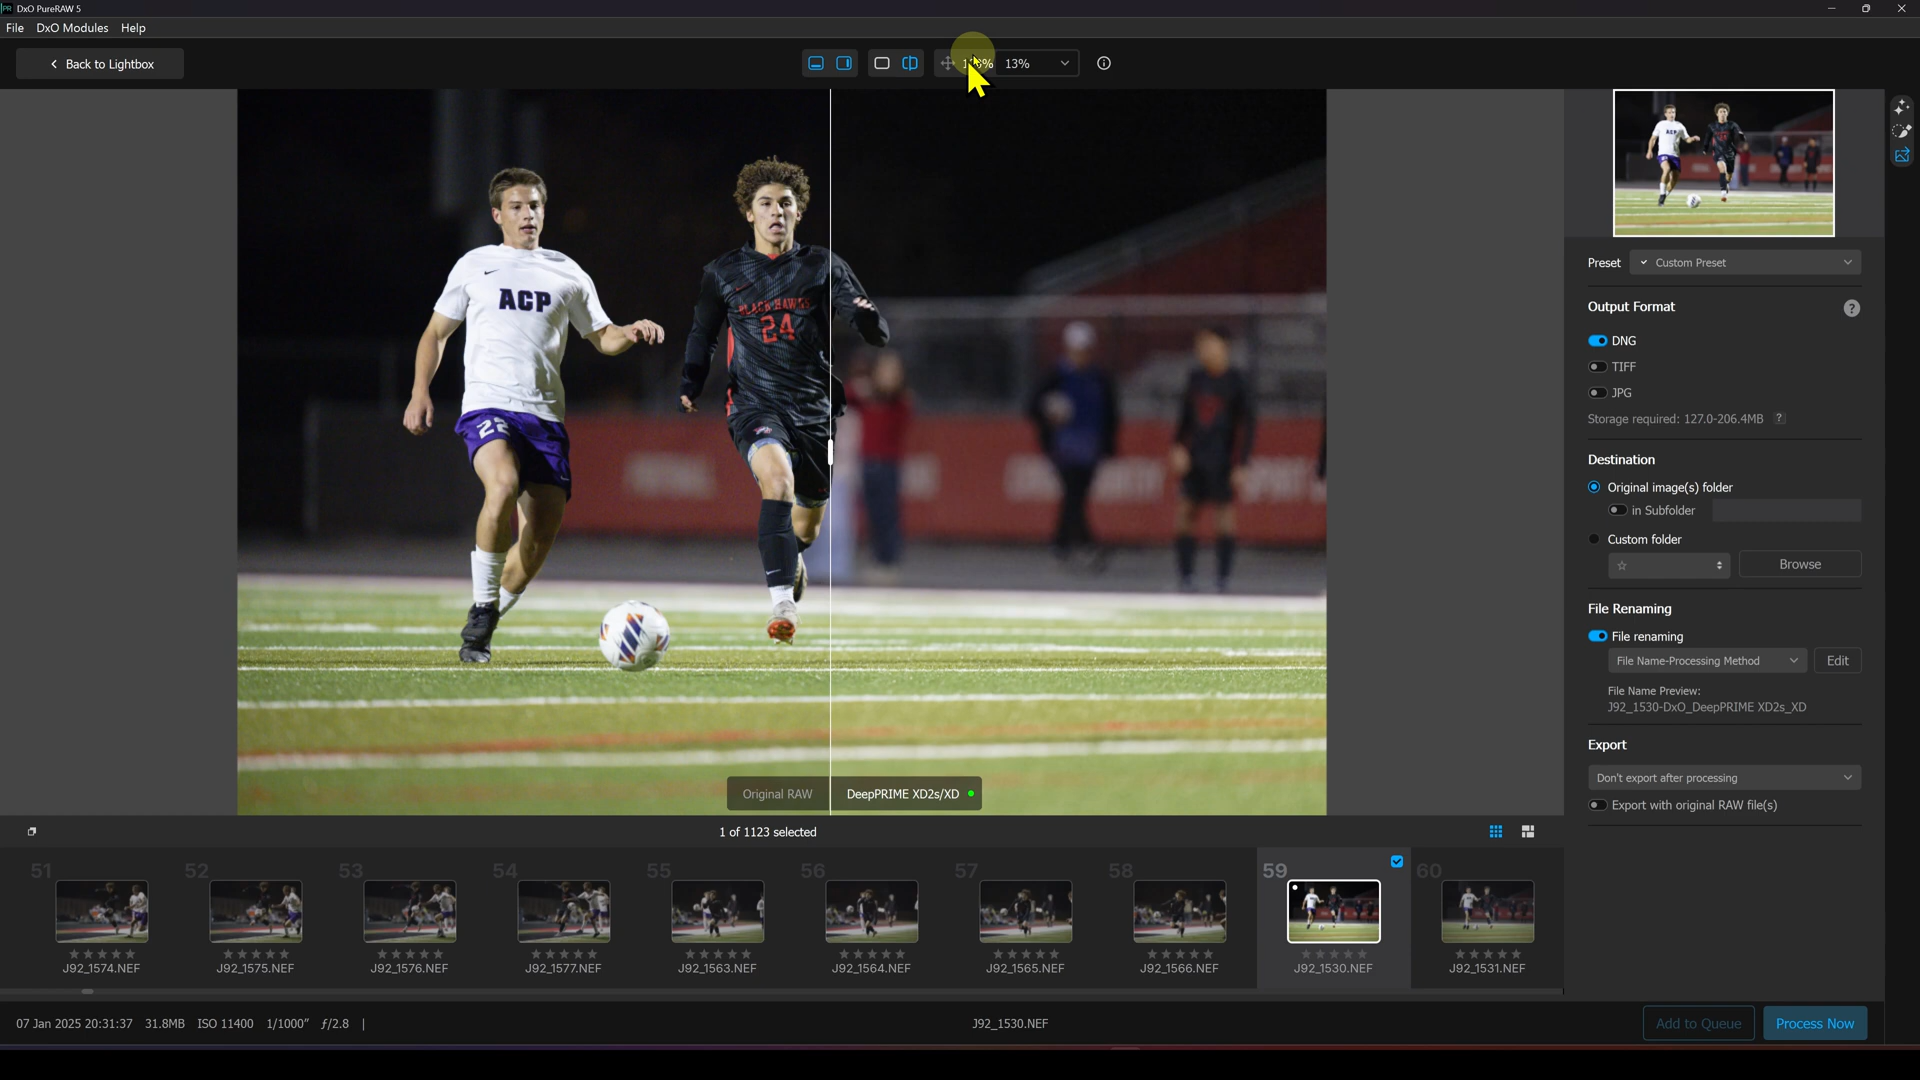 DxO PureRAW 5
File DxO Modules Help
Back to Lightbox
13%
ACP
22
BLACK HAWKS
24
Original RAW DeepPRIME XD2s/XD
Preset Custom Preset
Output Format ?
DNG
TIFF
JPG
Storage required: 127.0-206.4MB ?
Destination
Original image(s) folder
in Subfolder
Custom folder
Browse
File Renaming
File renaming
File Name-Processing Method Edit
File Name Preview:
J92_1530-DxO_DeepPRIME XD2s_XD
Export
Don't export after processing
Export with original RAW file(s)
1 of 1123 selected
51 52 53 54 55 56 57 58 59 60
J92_1574.NEF J92_1575.NEF J92_1576.NEF J92_1577.NEF J92_1563.NEF J92_1564.NEF J92_1565.NEF J92_1566.NEF J92_1530.NEF J92_1531.NEF
07 Jan 2025 20:31:37 31.8MB ISO 11400 1/1000" ƒ/2.8 |
J92_1530.NEF
Add to Queue Process Now